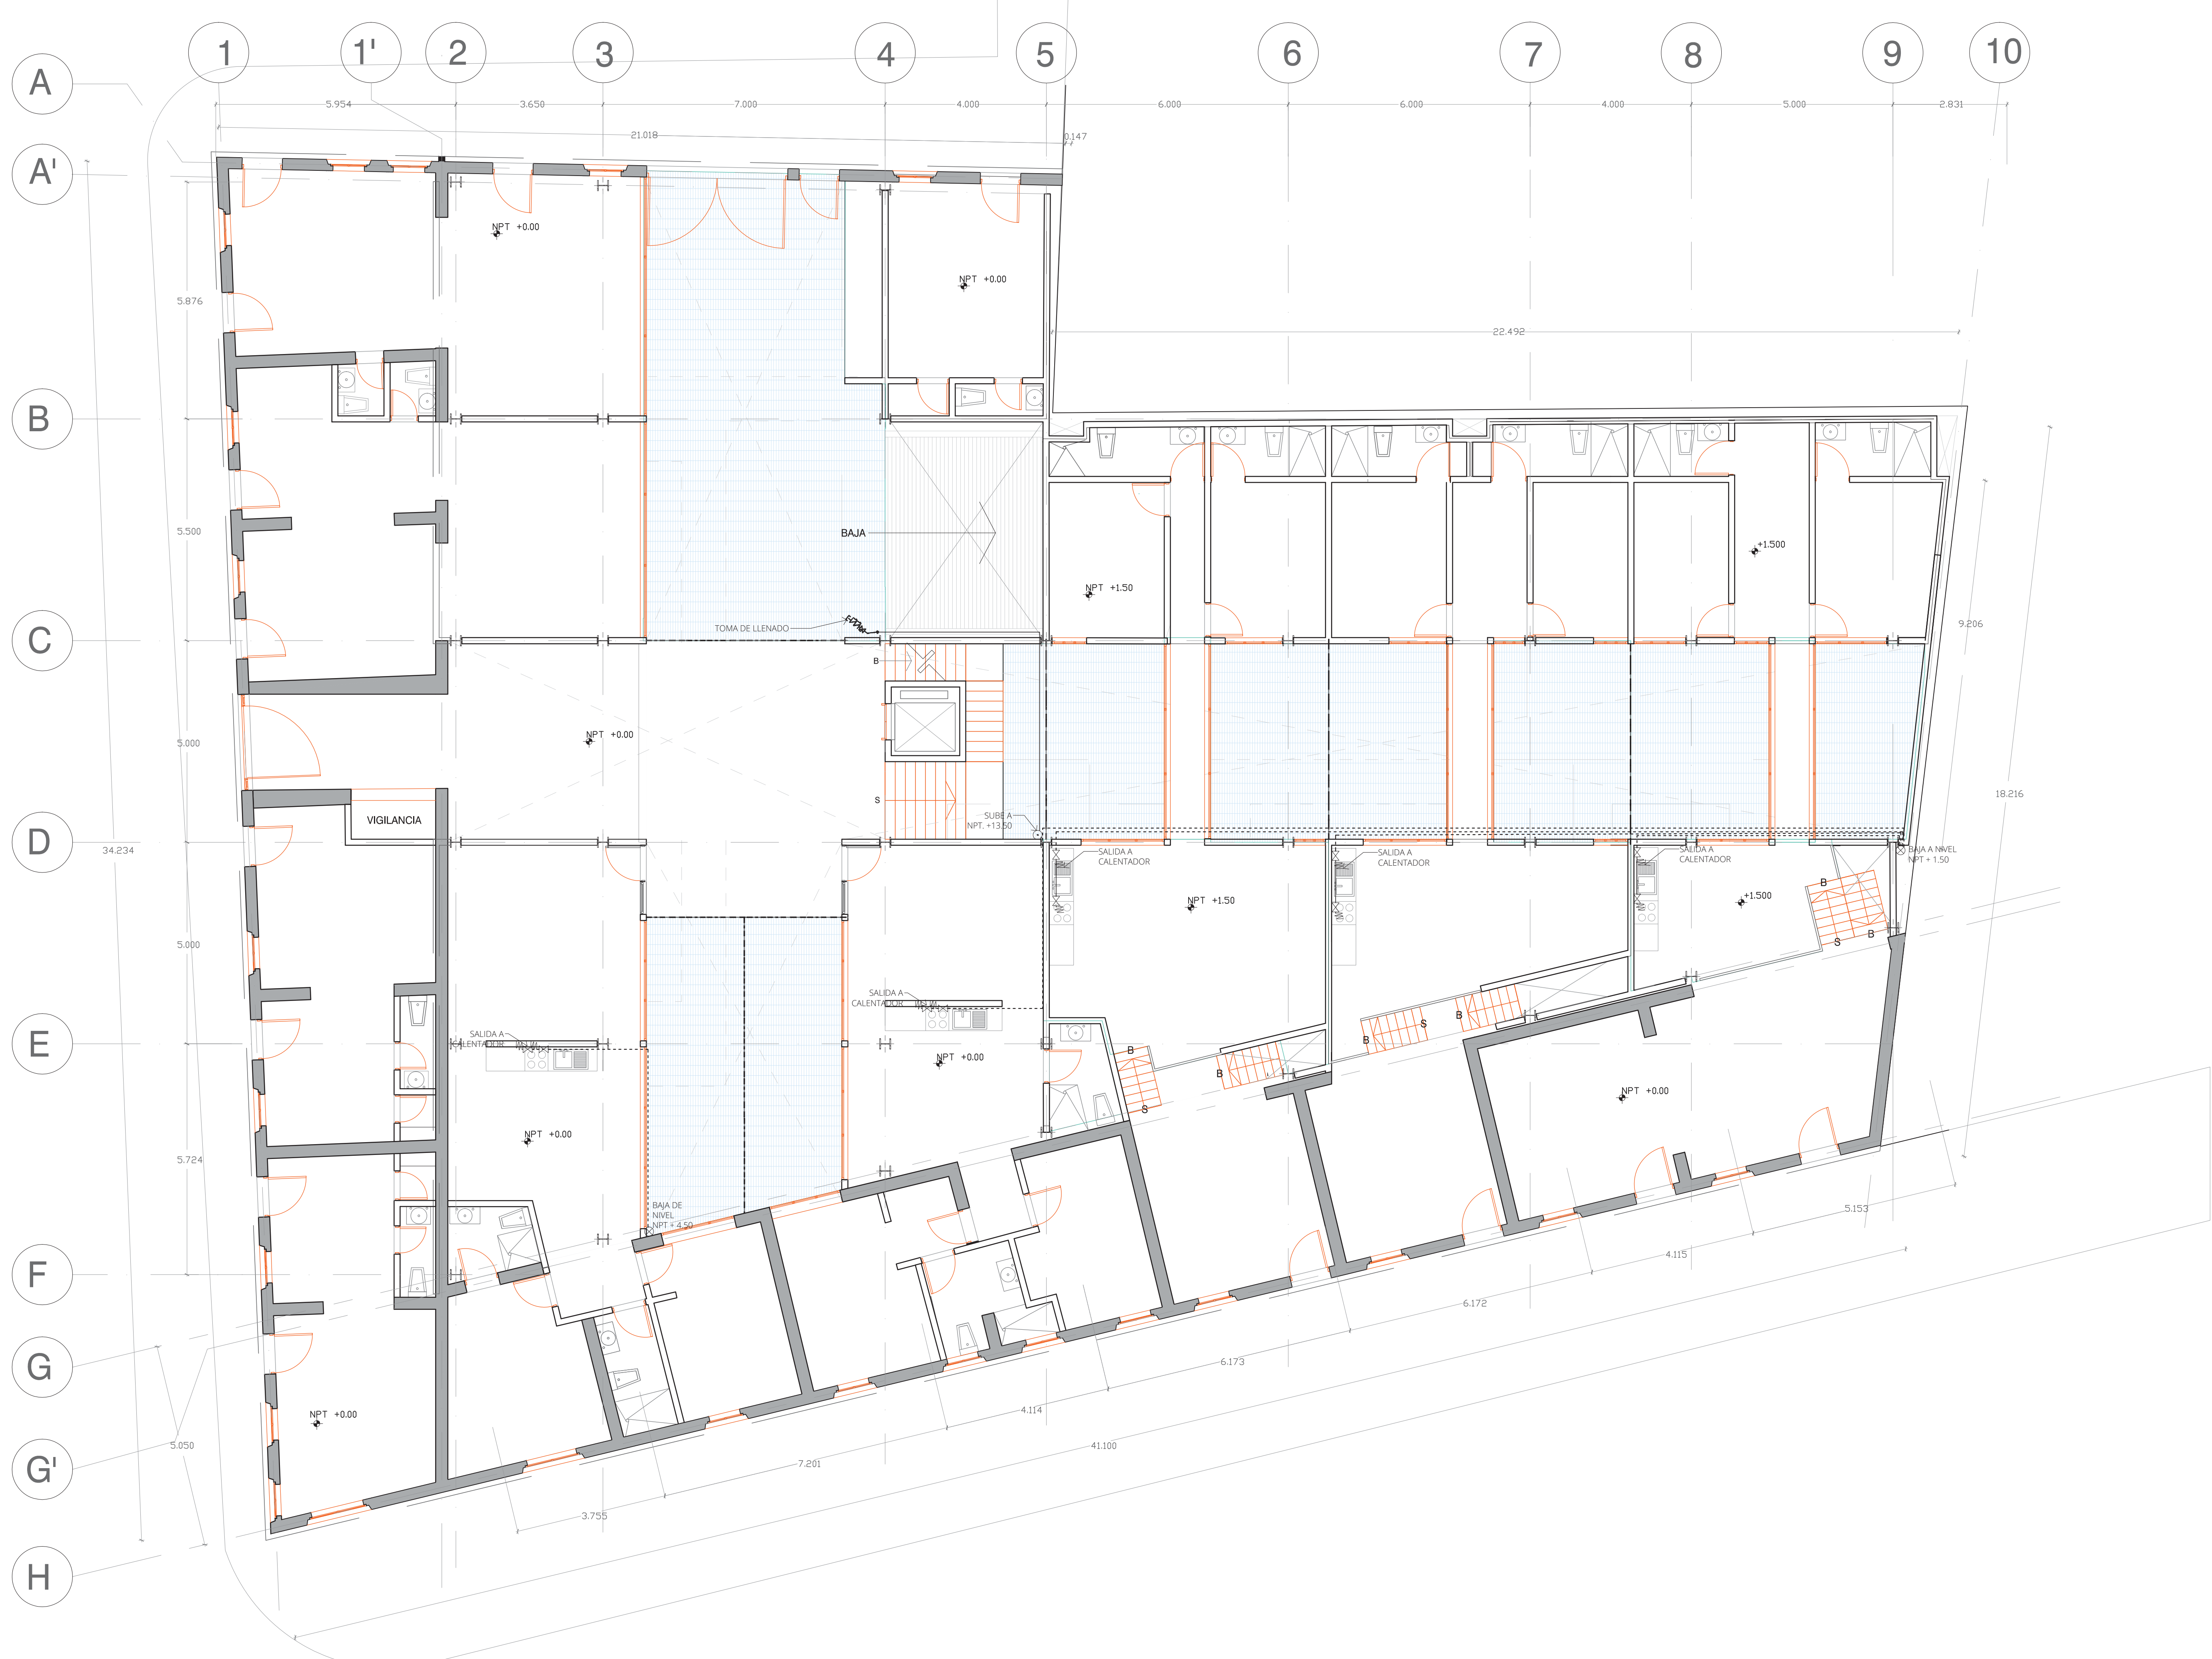 1 1' 2 3 4 5 6 7 8 9 10
A
5.954 3.650 7.000 4.000 6.000 6.000 4.000 5.000 2.831
21.018 0.147
A'
NPT +0.00
NPT +0.00
5.876
22.492
B
5.500
BAJA
+1.500
NPT +1.50
TOMA DE LLENADO
9.206
C
B
NPT +0.00
5.000
18.216
S
SUBE A
NPT. +13.50
VIGILANCIA
D
34.234
SALIDA A
CALENTADOR
SALIDA A
CALENTADOR
SALIDA A
CALENTADOR
BAJA A NIVEL
NPT + 1.50
B
NPT +1.50
+1.500
B
S
5.000
SALIDA A
CALENTADOR
B
S
B
E
SALIDA A
CALENTADOR
B
B
B
S
NPT +0.00
NPT +0.00
NPT +0.00
5.724
BAJA DE
NIVEL
NPT + 4.50
5.153
4.115
F
6.172
G
6.173
4.114
NPT +0.00
5.050
41.100
7.201
G'
3.755
H